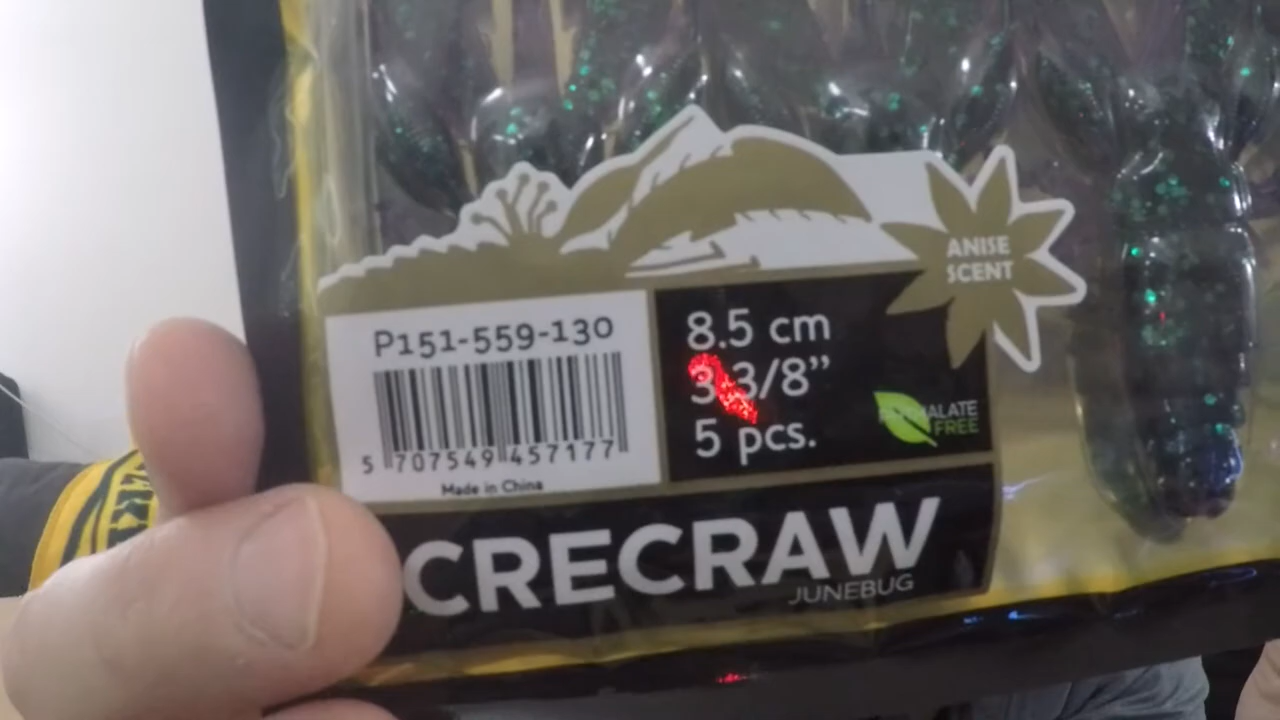 ANISE
SCENT
P151-559-130
8.5 cm
3 3/8”
5 pcs.
ALATE
FREE
5 707549 457177
Made in China
CRECRAW
JUNEBUG